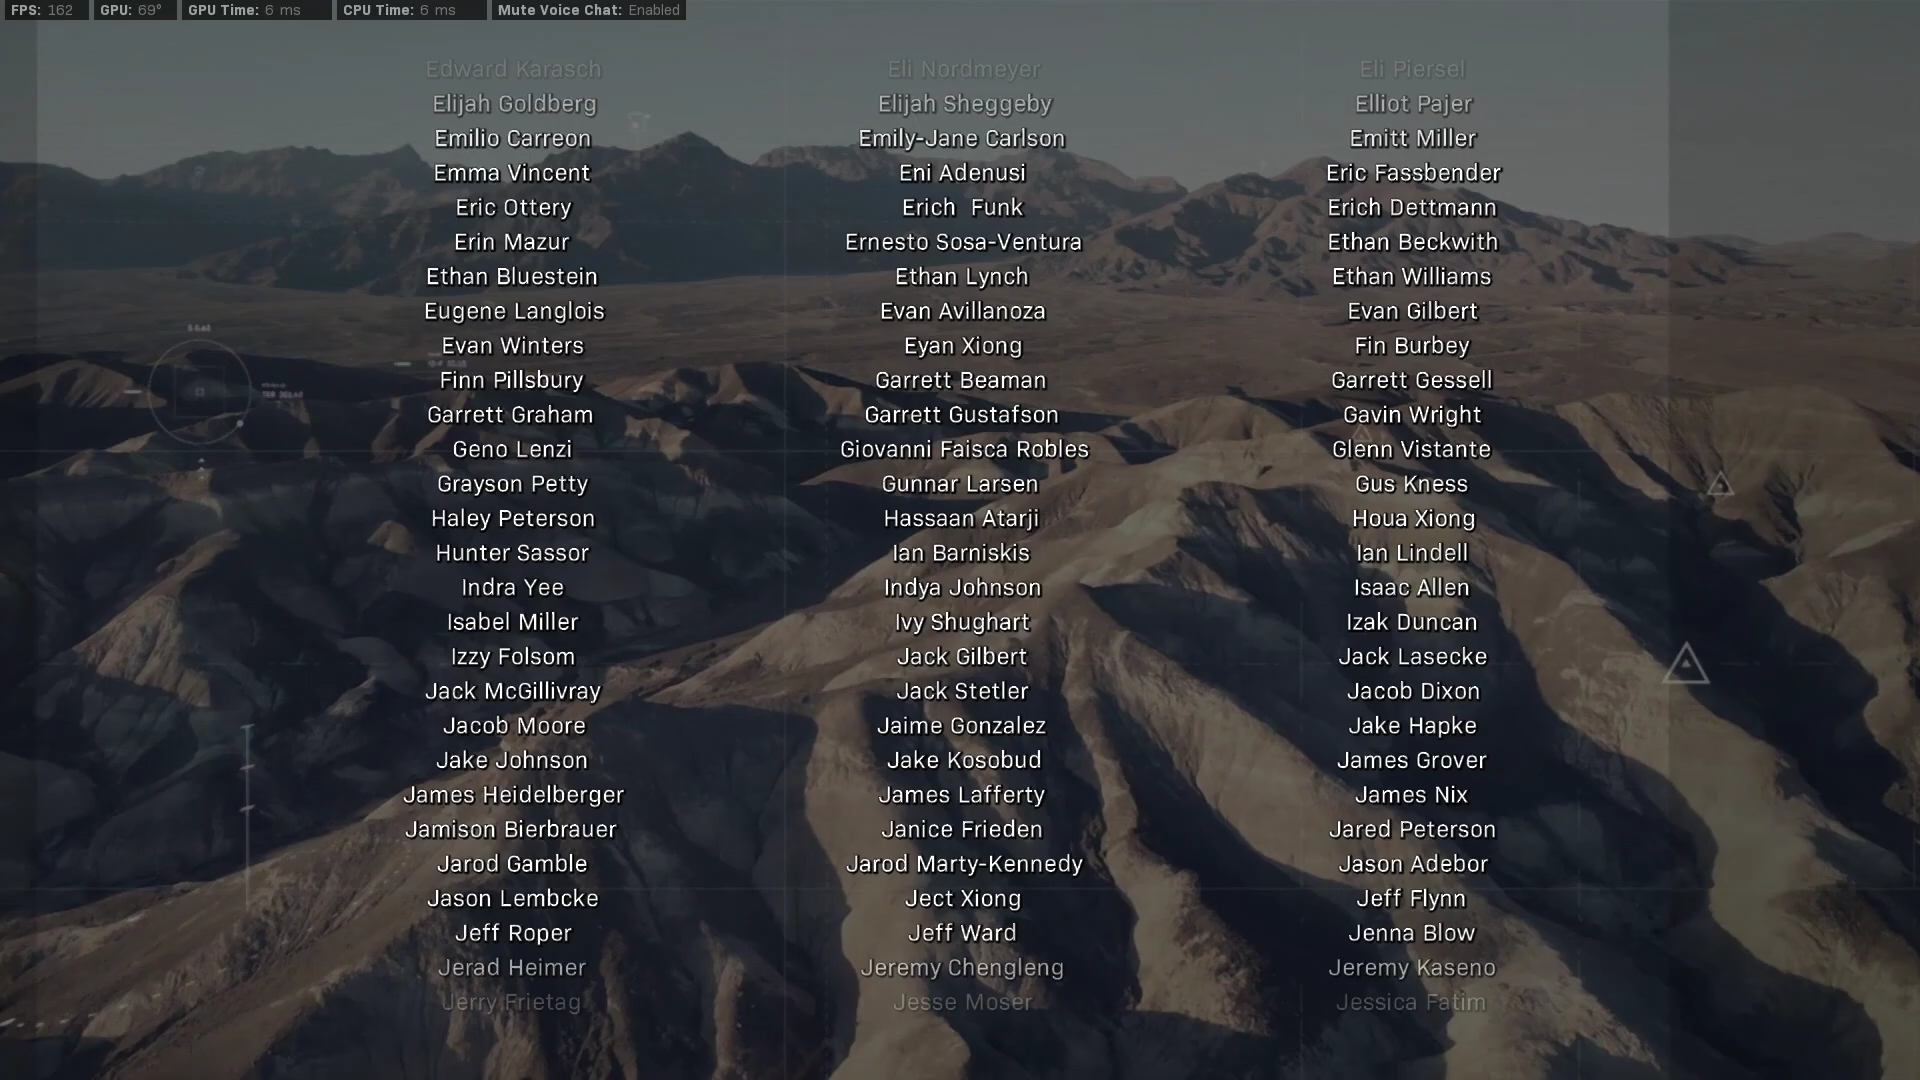 FPS: 162 GPU: 69° GPU Time: 6 ms CPU Time: 6 ms Mute Voice Chat: Enabled
Edward Karasch Eli Nordmeyer Eli Piersel
Elijah Goldberg Elijah Sheggeby Elliot Pajer
Emilio Carreon Emily-Jane Carlson Emitt Miller
Emma Vincent Eni Adenusi Eric Fassbender
Eric Ottery Erich  Funk Erich Dettmann
Erin Mazur Ernesto Sosa-Ventura Ethan Beckwith
Ethan Bluestein Ethan Lynch Ethan Williams
Eugene Langlois Evan Avillanoza Evan Gilbert
Evan Winters Eyan Xiong Fin Burbey
Finn Pillsbury Garrett Beaman Garrett Gessell
Garrett Graham Garrett Gustafson Gavin Wright
Geno Lenzi Giovanni Faisca Robles Glenn Vistante
Grayson Petty Gunnar Larsen Gus Kness
Haley Peterson Hassaan Atarji Houa Xiong
Hunter Sassor Ian Barniskis Ian Lindell
Indra Yee Indya Johnson Isaac Allen
Isabel Miller Ivy Shughart Izak Duncan
Izzy Folsom Jack Gilbert Jack Lasecke
Jack McGillivray Jack Stetler Jacob Dixon
Jacob Moore Jaime Gonzalez Jake Hapke
Jake Johnson Jake Kosobud James Grover
James Heidelberger James Lafferty James Nix
Jamison Bierbrauer Janice Frieden Jared Peterson
Jarod Gamble Jarod Marty-Kennedy Jason Adebor
Jason Lembcke Ject Xiong Jeff Flynn
Jeff Roper Jeff Ward Jenna Blow
Jerad Heimer Jeremy Chengleng Jeremy Kaseno
Jerry Frietag Jesse Moser Jessica Fatim